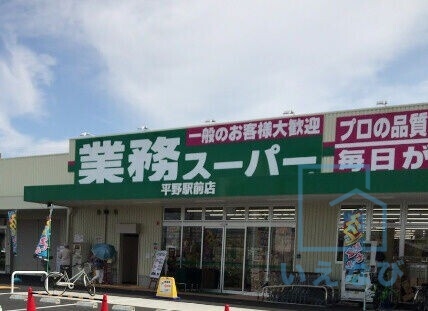 一般のお客様大歓迎
業務スーパー
平野駅前店
プロの品質
毎日が
いえらび